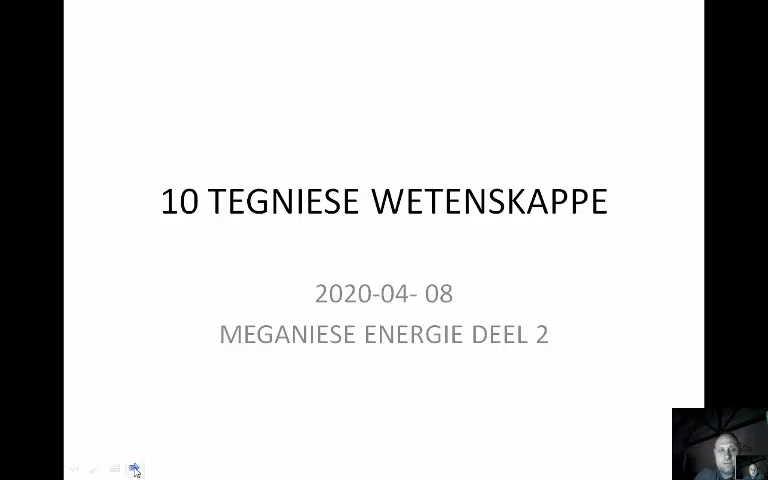 10 TEGNIESE WETENSKAPPE
2020-04- 08
MEGANIESE ENERGIE DEEL 2